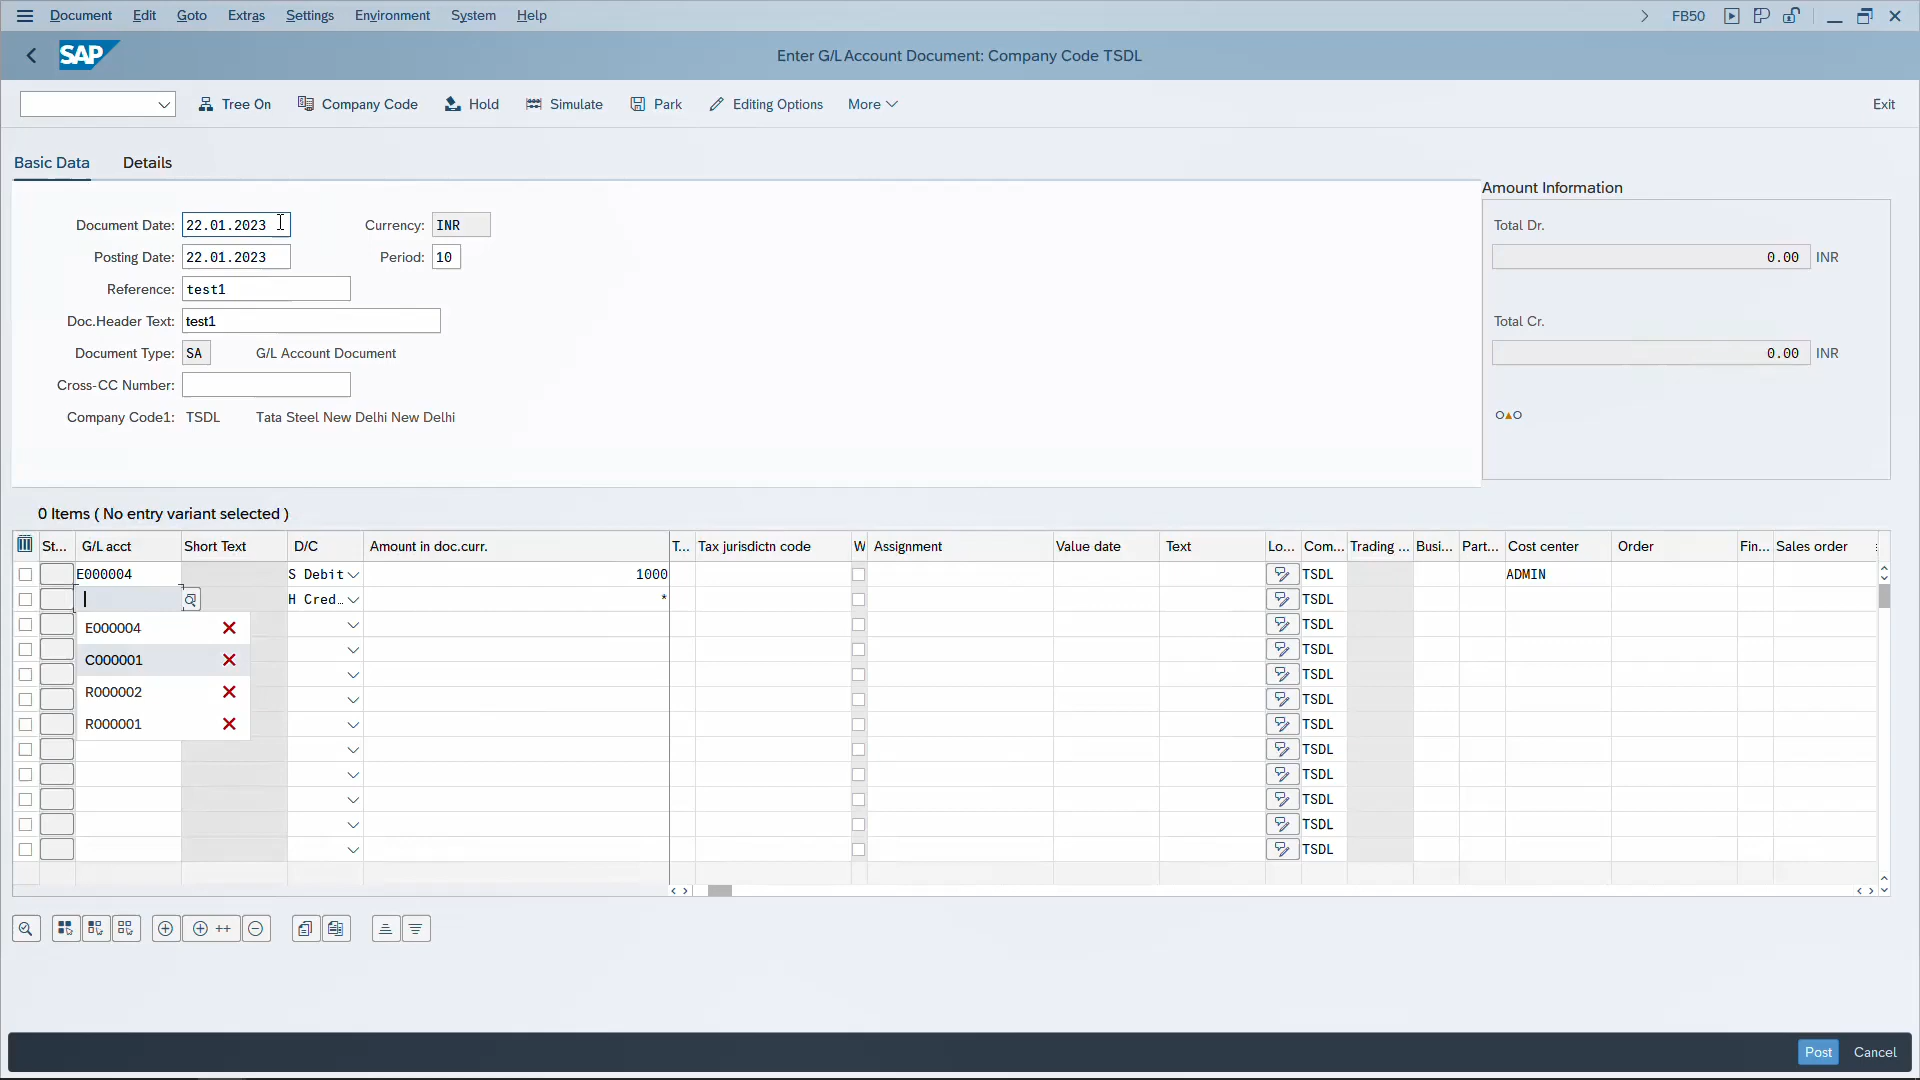 Document Edit Goto Extras Settings Environment System Help FB50
SAP Enter G/L Account Document: Company Code TSDL
Tree On Company Code Hold Simulate Park Editing Options More Exit
Basic Data Details
Amount Information
Document Date: 22.01.2023 Currency: INR Total Dr.
Posting Date: 22.01.2023 Period: 10 0.00 INR
Reference: test1
Doc.Header Text: test1 Total Cr.
Document Type: SA G/L Account Document 0.00 INR
Cross-CC Number:
Company Code1: TSDL Tata Steel New Delhi New Delhi
0 Items ( No entry variant selected )
St... G/L acct Short Text D/C Amount in doc.curr. T... Tax jurisdictn code W Assignment Value date Text Lo... Com... Trading ... Busi... Part... Cost center Order Fin... Sales order
E000004 S Debit 1000 TSDL ADMIN
H Cred... * TSDL
E000004 TSDL
C000001 TSDL
TSDL
R000002 TSDL
R000001 TSDL
TSDL
TSDL
TSDL
TSDL
TSDL
++
Post Cancel